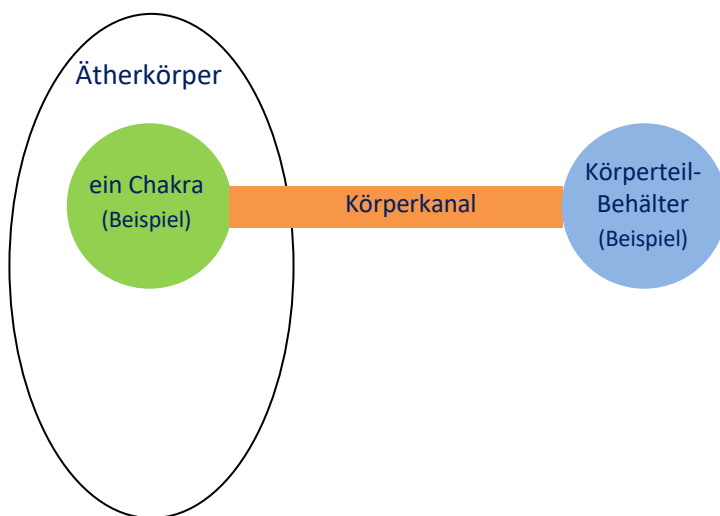 Ätherkörper
ein Chakra
(Beispiel)
Körperkanal
Körperteil-
Behälter
(Beispiel)